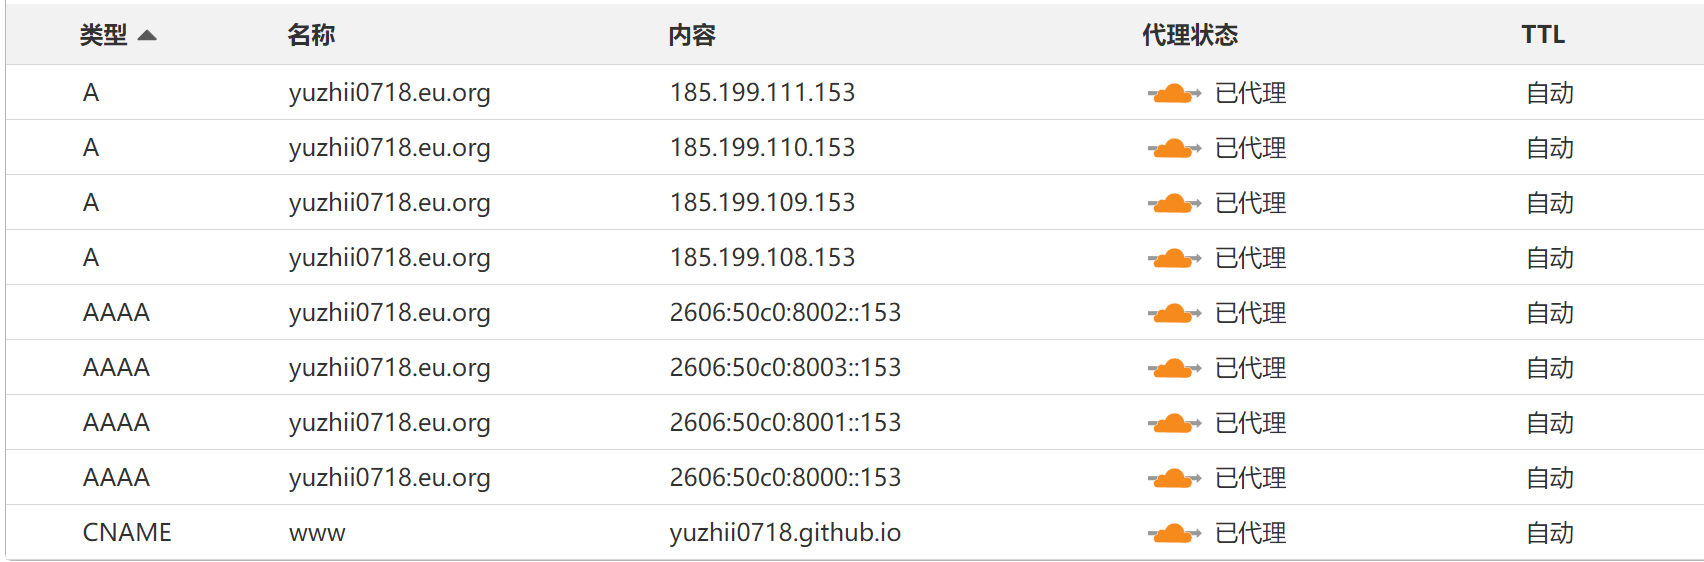 类型 名称 内容 代理状态 TTL
A yuzhii0718.eu.org 185.199.111.153 已代理 自动
A yuzhii0718.eu.org 185.199.110.153 已代理 自动
A yuzhii0718.eu.org 185.199.109.153 已代理 自动
A yuzhii0718.eu.org 185.199.108.153 已代理 自动
AAAA yuzhii0718.eu.org 2606:50c0:8002::153 已代理 自动
AAAA yuzhii0718.eu.org 2606:50c0:8003::153 已代理 自动
AAAA yuzhii0718.eu.org 2606:50c0:8001::153 已代理 自动
AAAA yuzhii0718.eu.org 2606:50c0:8000::153 已代理 自动
CNAME www yuzhii0718.github.io 已代理 自动